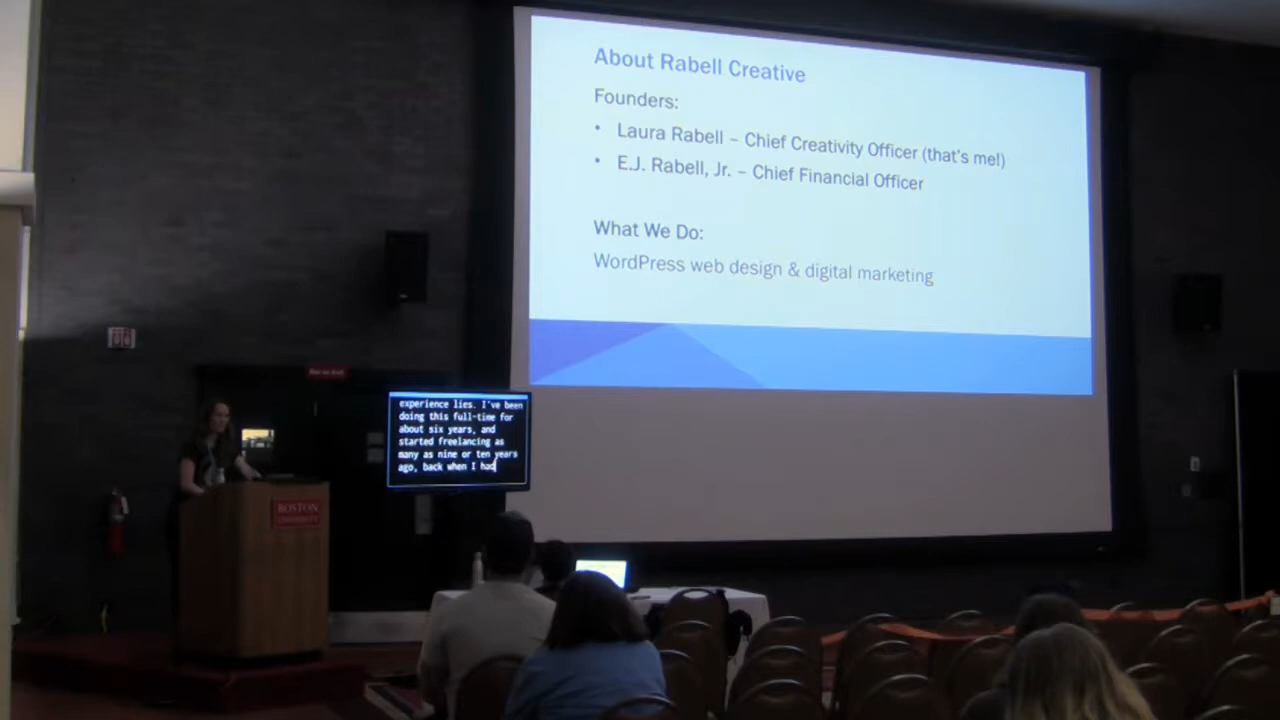 About Rabell Creative
Founders:
• Laura Rabell – Chief Creativity Officer (that's me!)
• E.J. Rabell, Jr. – Chief Financial Officer
What We Do:
WordPress web design & digital marketing
experience lies. I've been
doing this full-time for
about six years, and
started freelancing as
many as nine or ten years
ago, back when I had
BOSTON
UNIVERSITY